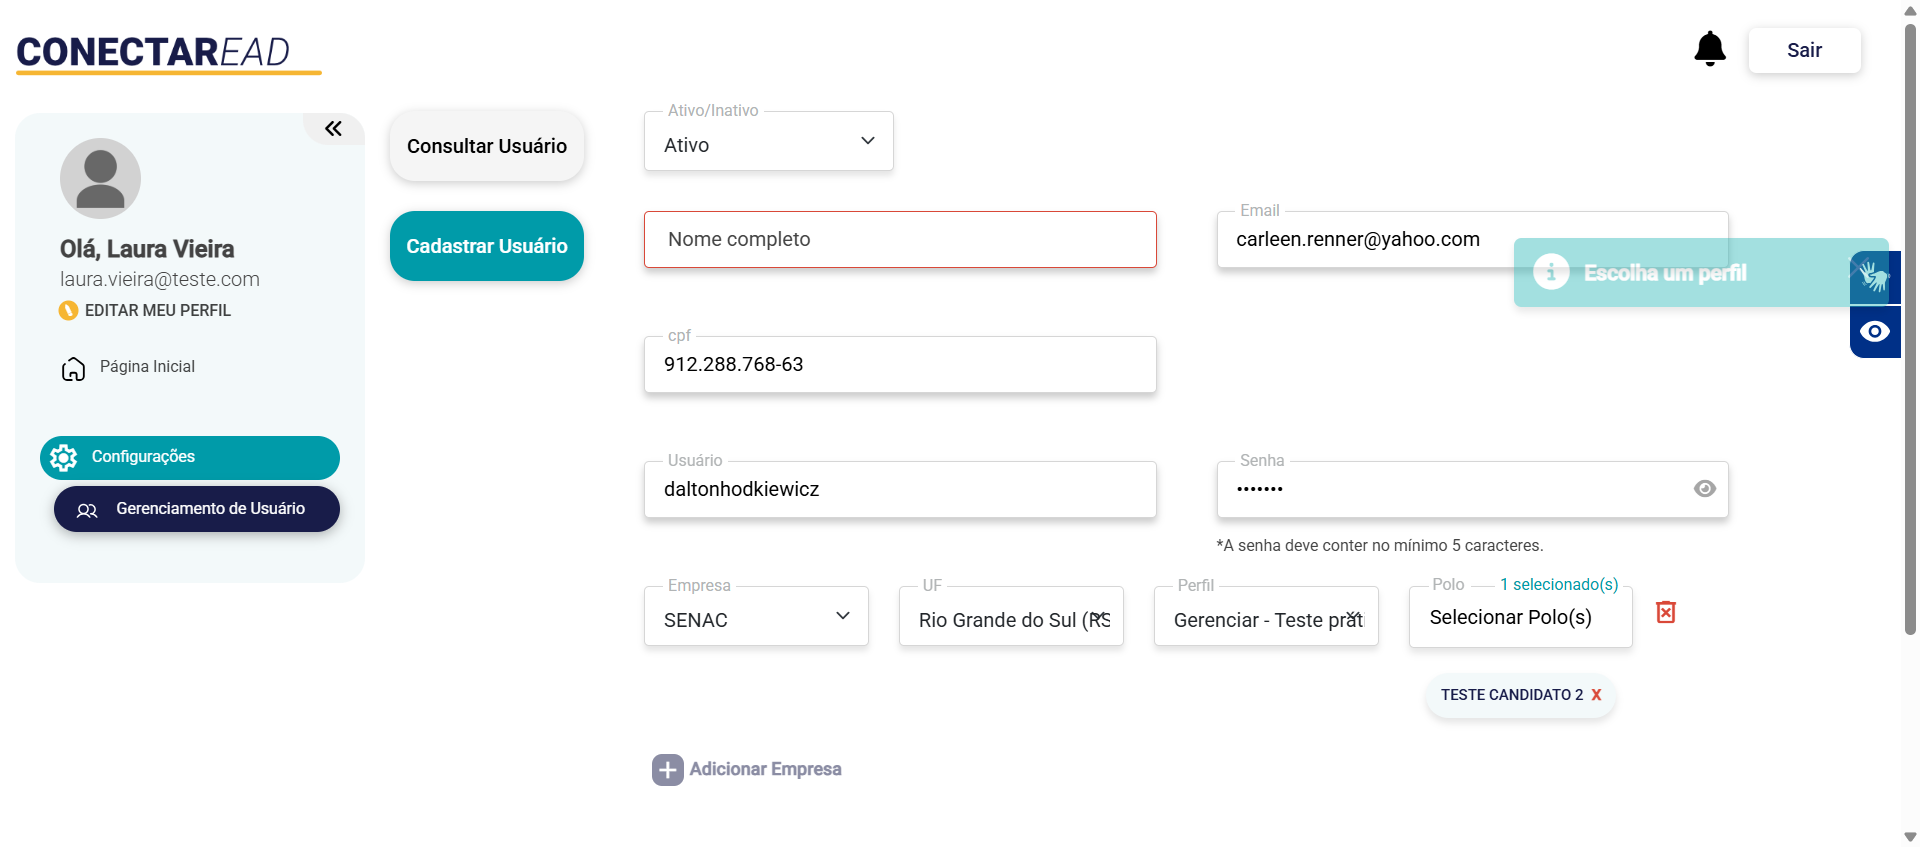 CONECTAREAD
Sair
Olá, Laura Vieira
laura.vieira@teste.com
EDITAR MEU PERFIL
Página Inicial
Configurações
Gerenciamento de Usuário
Consultar Usuário
Cadastrar Usuário
Ativo/Inativo
Ativo
Nome completo
Email
carleen.renner@yahoo.com
Escolha um perfil
cpf
912.288.768-63
Usuário
daltonhodkiewicz
Senha
•••••••
*A senha deve conter no mínimo 5 caracteres.
Empresa
SENAC
UF
Rio Grande do Sul (RS
Perfil
Gerenciar - Teste prát
Polo
1 selecionado(s)
Selecionar Polo(s)
TESTE CANDIDATO 2 X
Adicionar Empresa